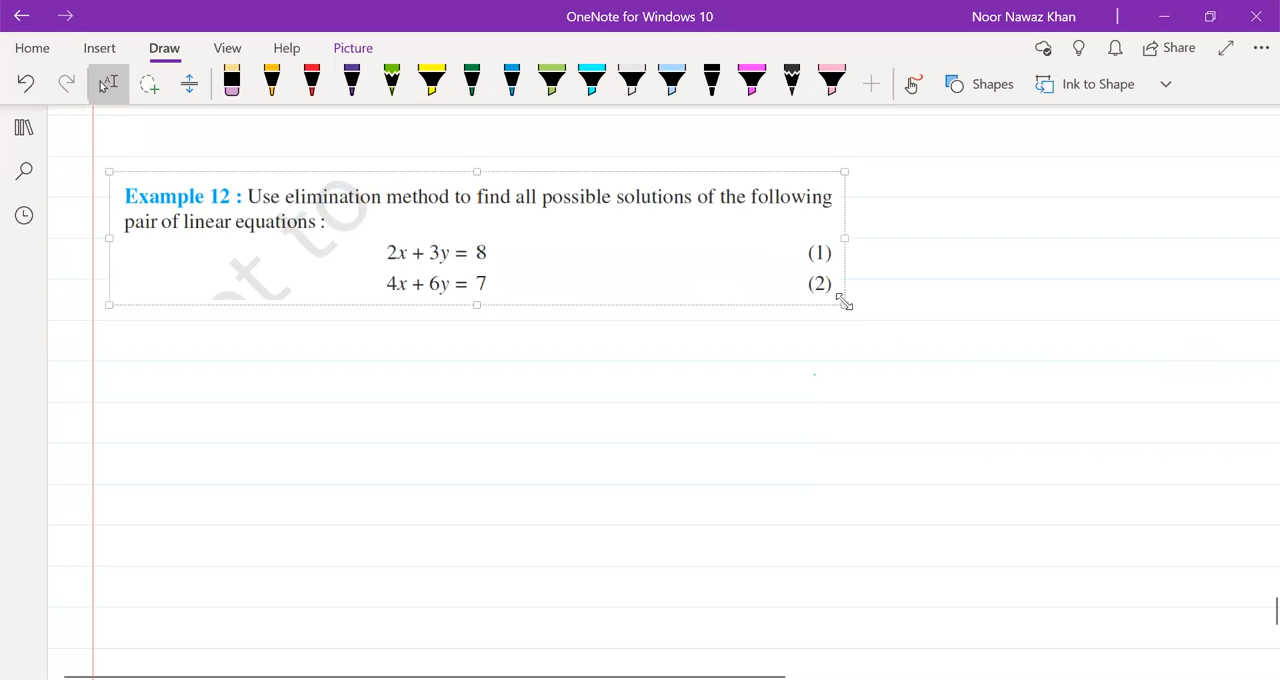 OneNote for Windows 10
Noor Nawaz Khan
Home Insert Draw View Help Picture
Share
Shapes Ink to Shape
Example 12 : Use elimination method to find all possible solutions of the following
pair of linear equations :
2x + 3y = 8 (1)
4x + 6y = 7 (2)